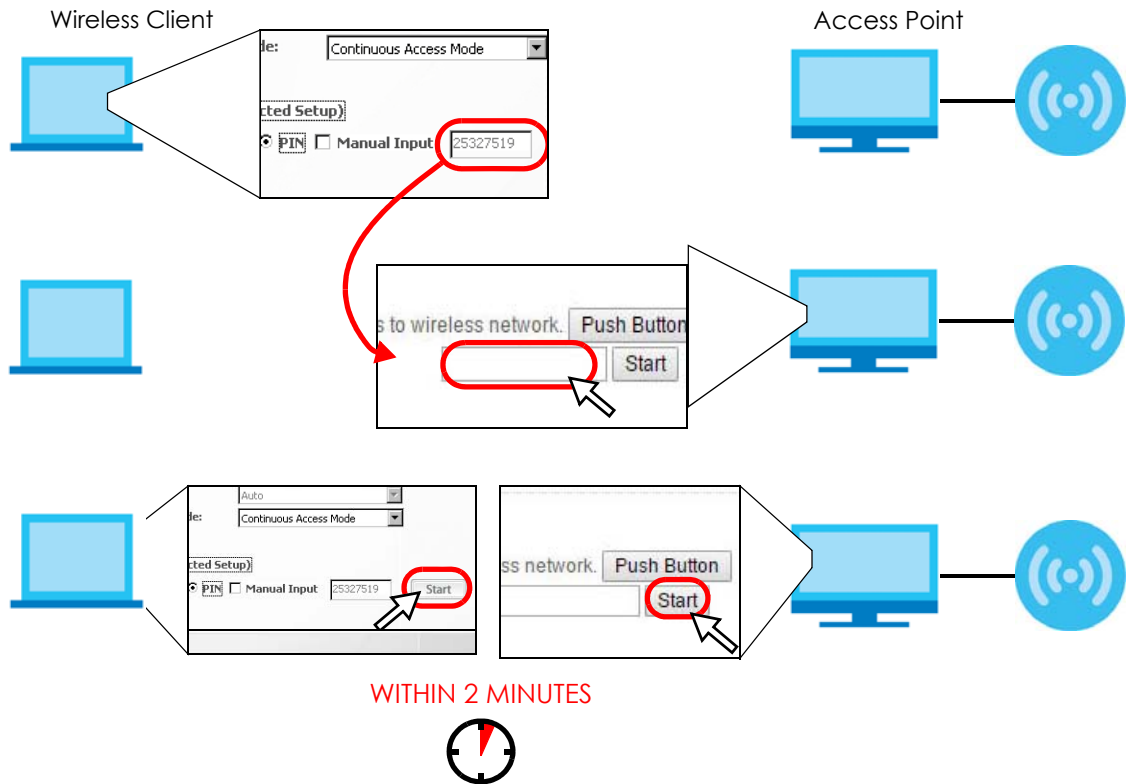 Wireless Client
Access Point
de:
Continuous Access Mode
cted Setup)
PIN
Manual Input
25327519
s to wireless network.
Push Button
Start
Auto
de:
Continuous Access Mode
cted Setup)
PIN
Manual Input
25327519
Start
ss network.
Push Button
Start
WITHIN 2 MINUTES